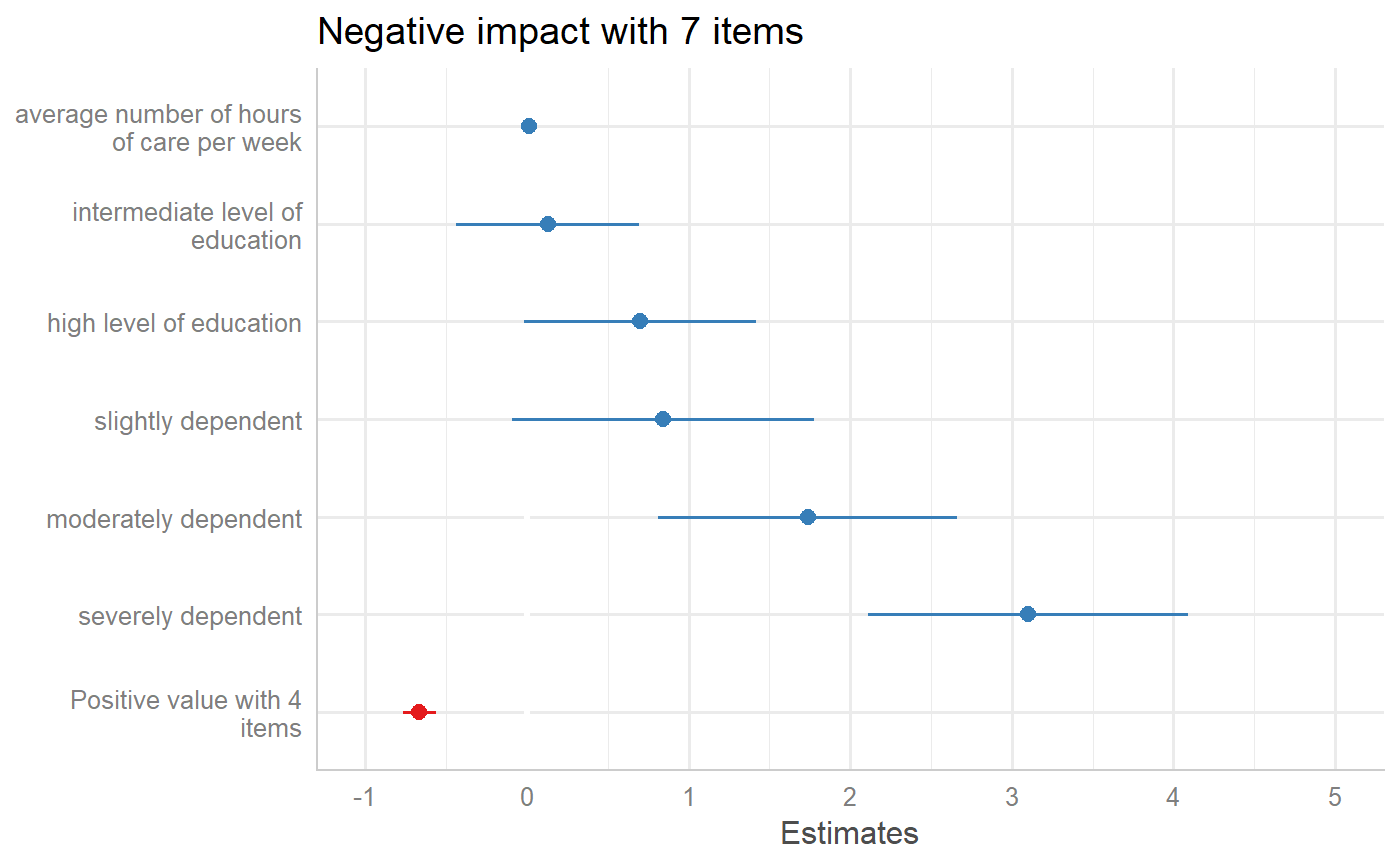 Negative impact with 7 items
average number of hours
of care per week
intermediate level of
education
high level of education
slightly dependent
moderately dependent
severely dependent
Positive value with 4
items
-1 0 1 2 3 4 5
Estimates